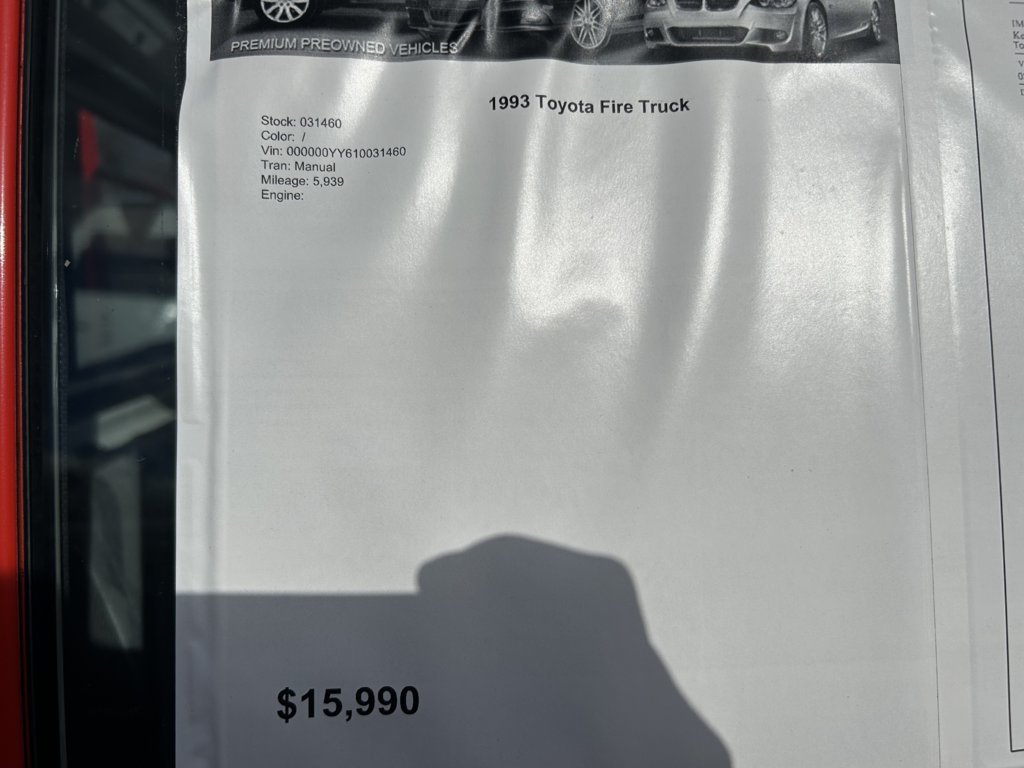 PREMIUM PREOWNED VEHICLES
1993 Toyota Fire Truck
Stock: 031460
Color: /
Vin: 000000YY610031460
Tran: Manual
Mileage: 5,939
Engine:
$15,990